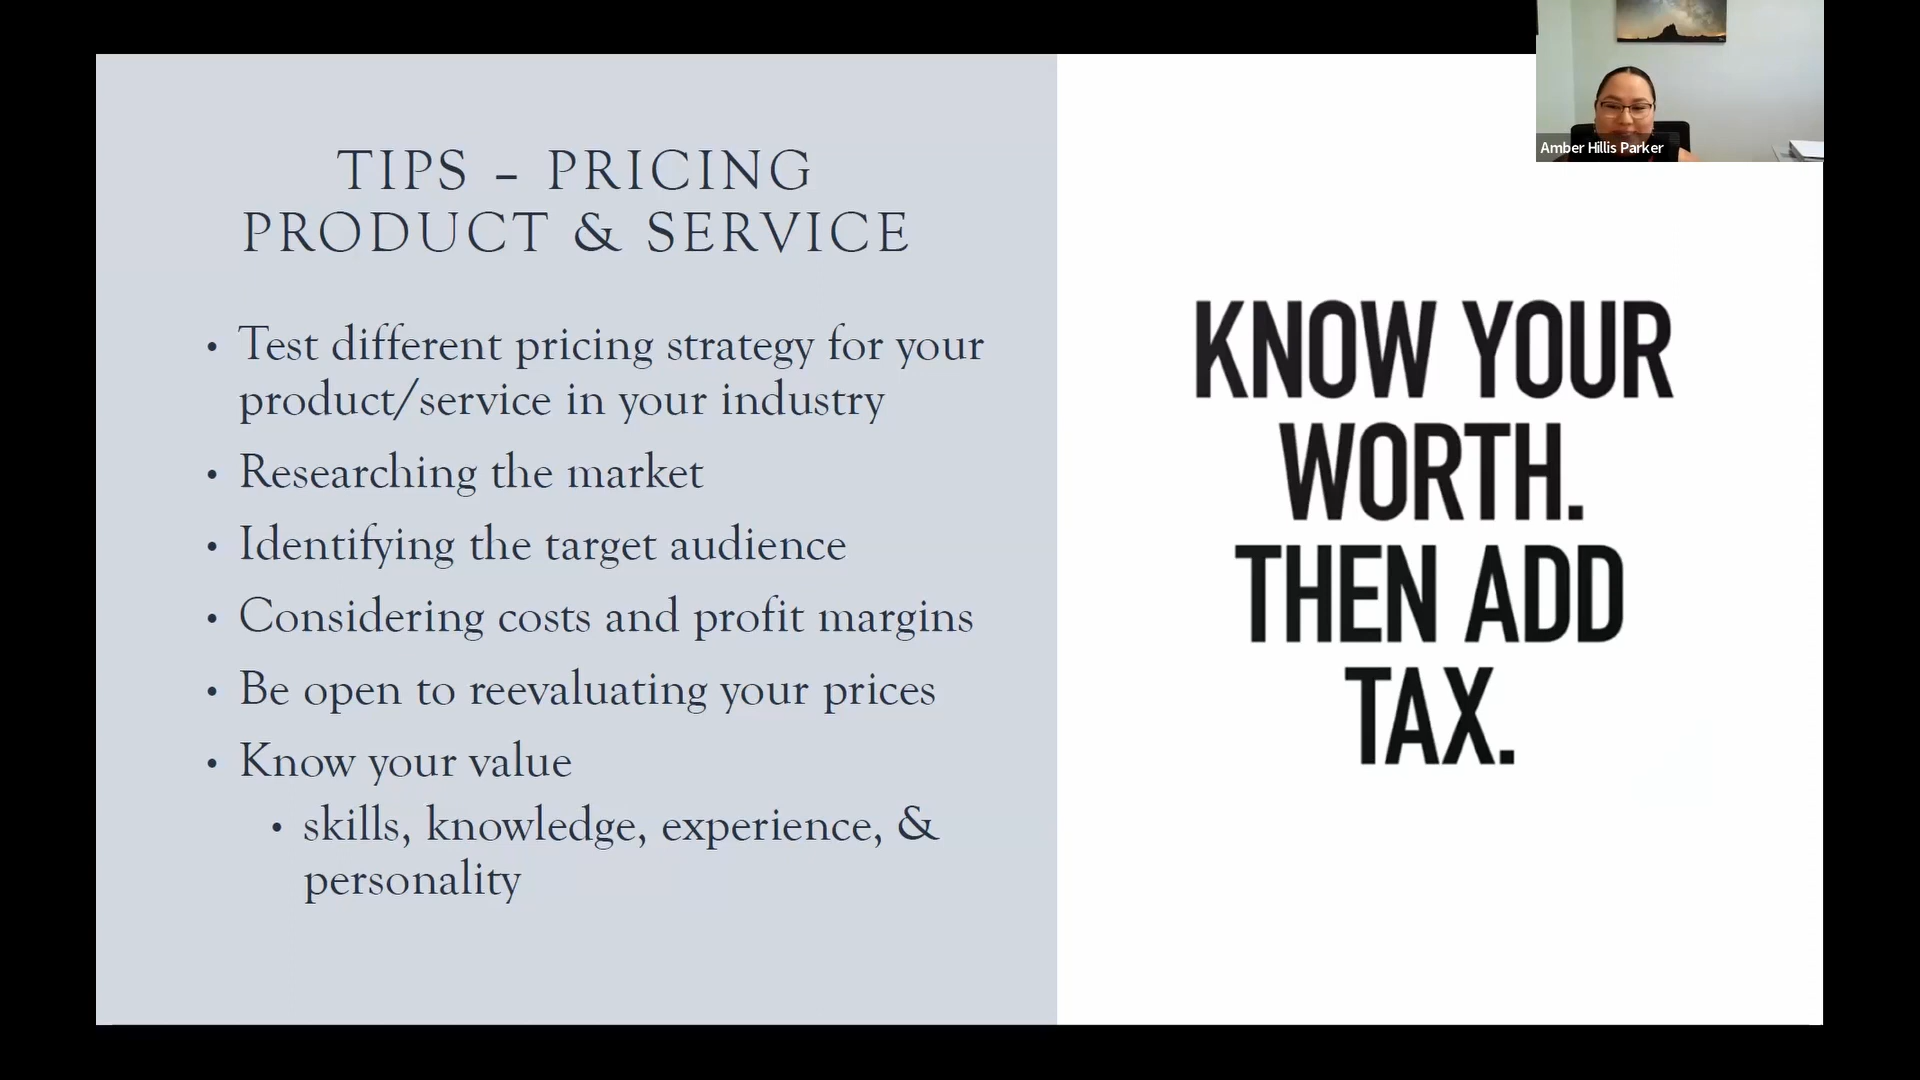 TIPS – PRICING
PRODUCT & SERVICE
• Test different pricing strategy for your
product/service in your industry
• Researching the market
• Identifying the target audience
• Considering costs and profit margins
• Be open to reevaluating your prices
• Know your value
• skills, knowledge, experience, &
personality
KNOW YOUR
WORTH.
THEN ADD
TAX.
Amber Hillis Parker